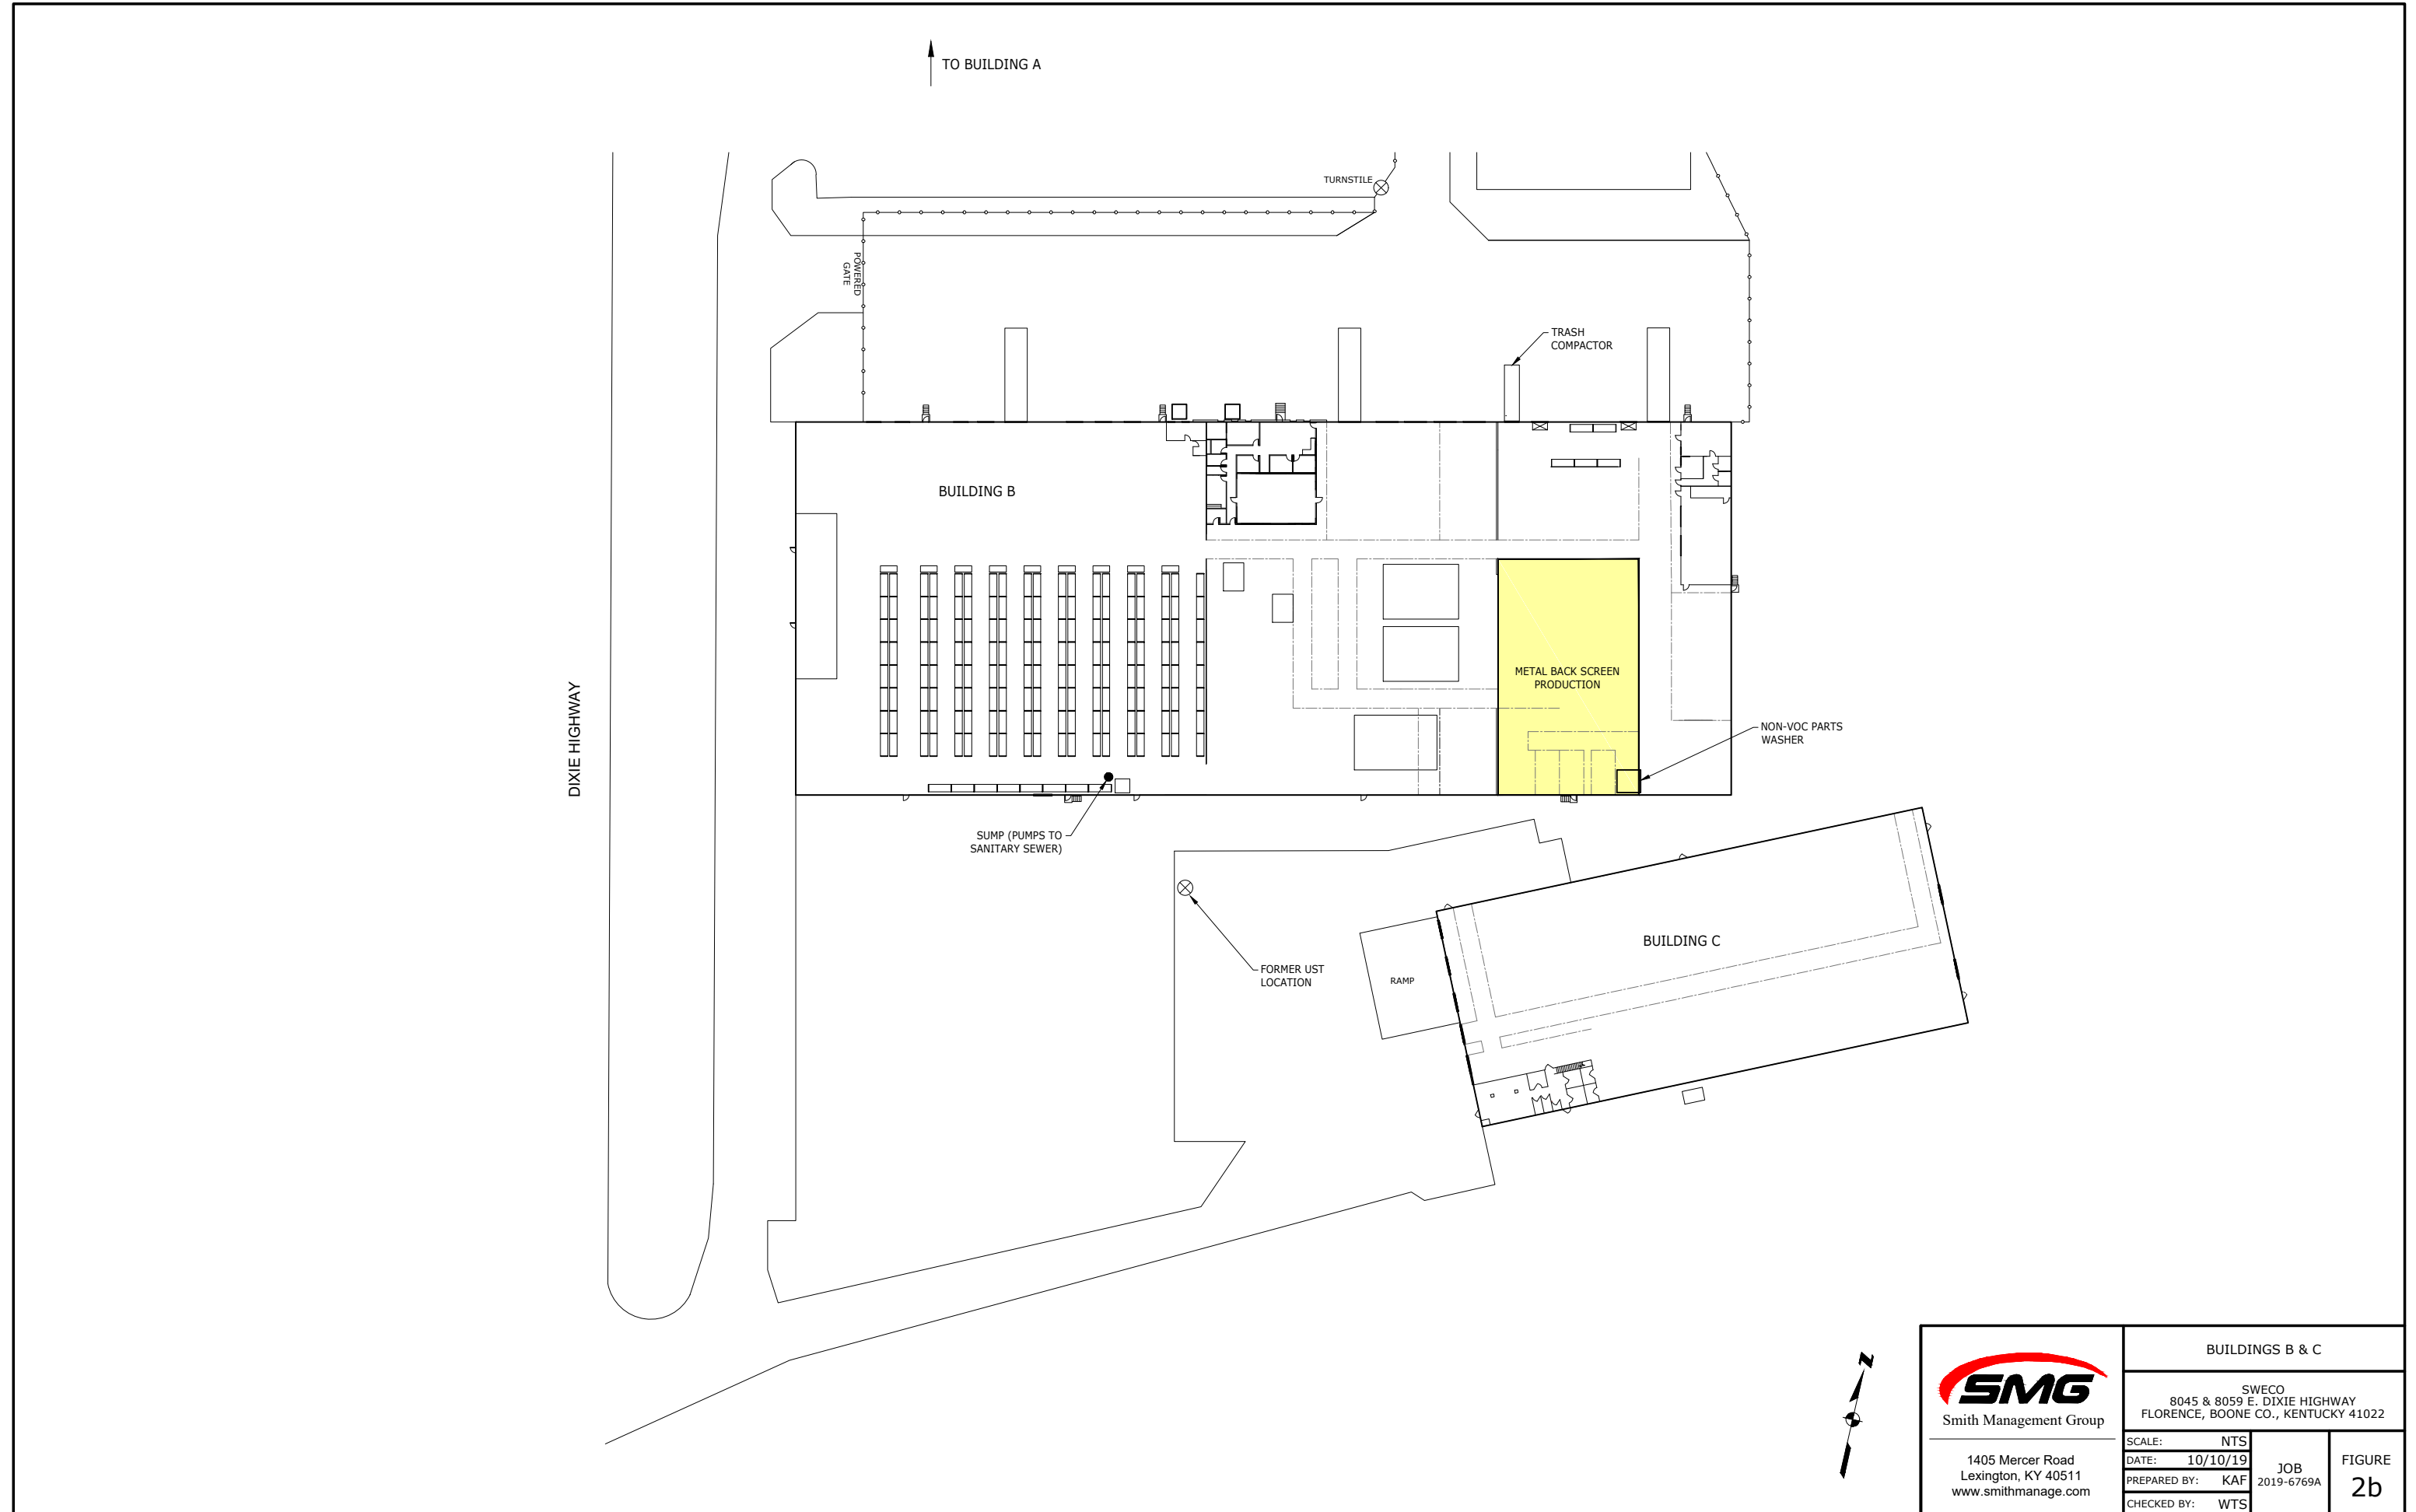 TO BUILDING A
TURNSTILE
POWERED
GATE
TRASH
COMPACTOR
BUILDING B
METAL BACK SCREEN
PRODUCTION
DIXIE HIGHWAY
NON-VOC PARTS
WASHER
SUMP (PUMPS TO
SANITARY SEWER)
BUILDING C
FORMER UST
LOCATION
RAMP
N
SMG
Smith Management Group
1405 Mercer Road
Lexington, KY 40511
www.smithmanage.com
BUILDINGS B & C
SWECO
8045 & 8059 E. DIXIE HIGHWAY
FLORENCE, BOONE CO., KENTUCKY 41022
SCALE: NTS
DATE: 10/10/19
PREPARED BY: KAF
CHECKED BY: WTS
JOB
2019-6769A
FIGURE
2b